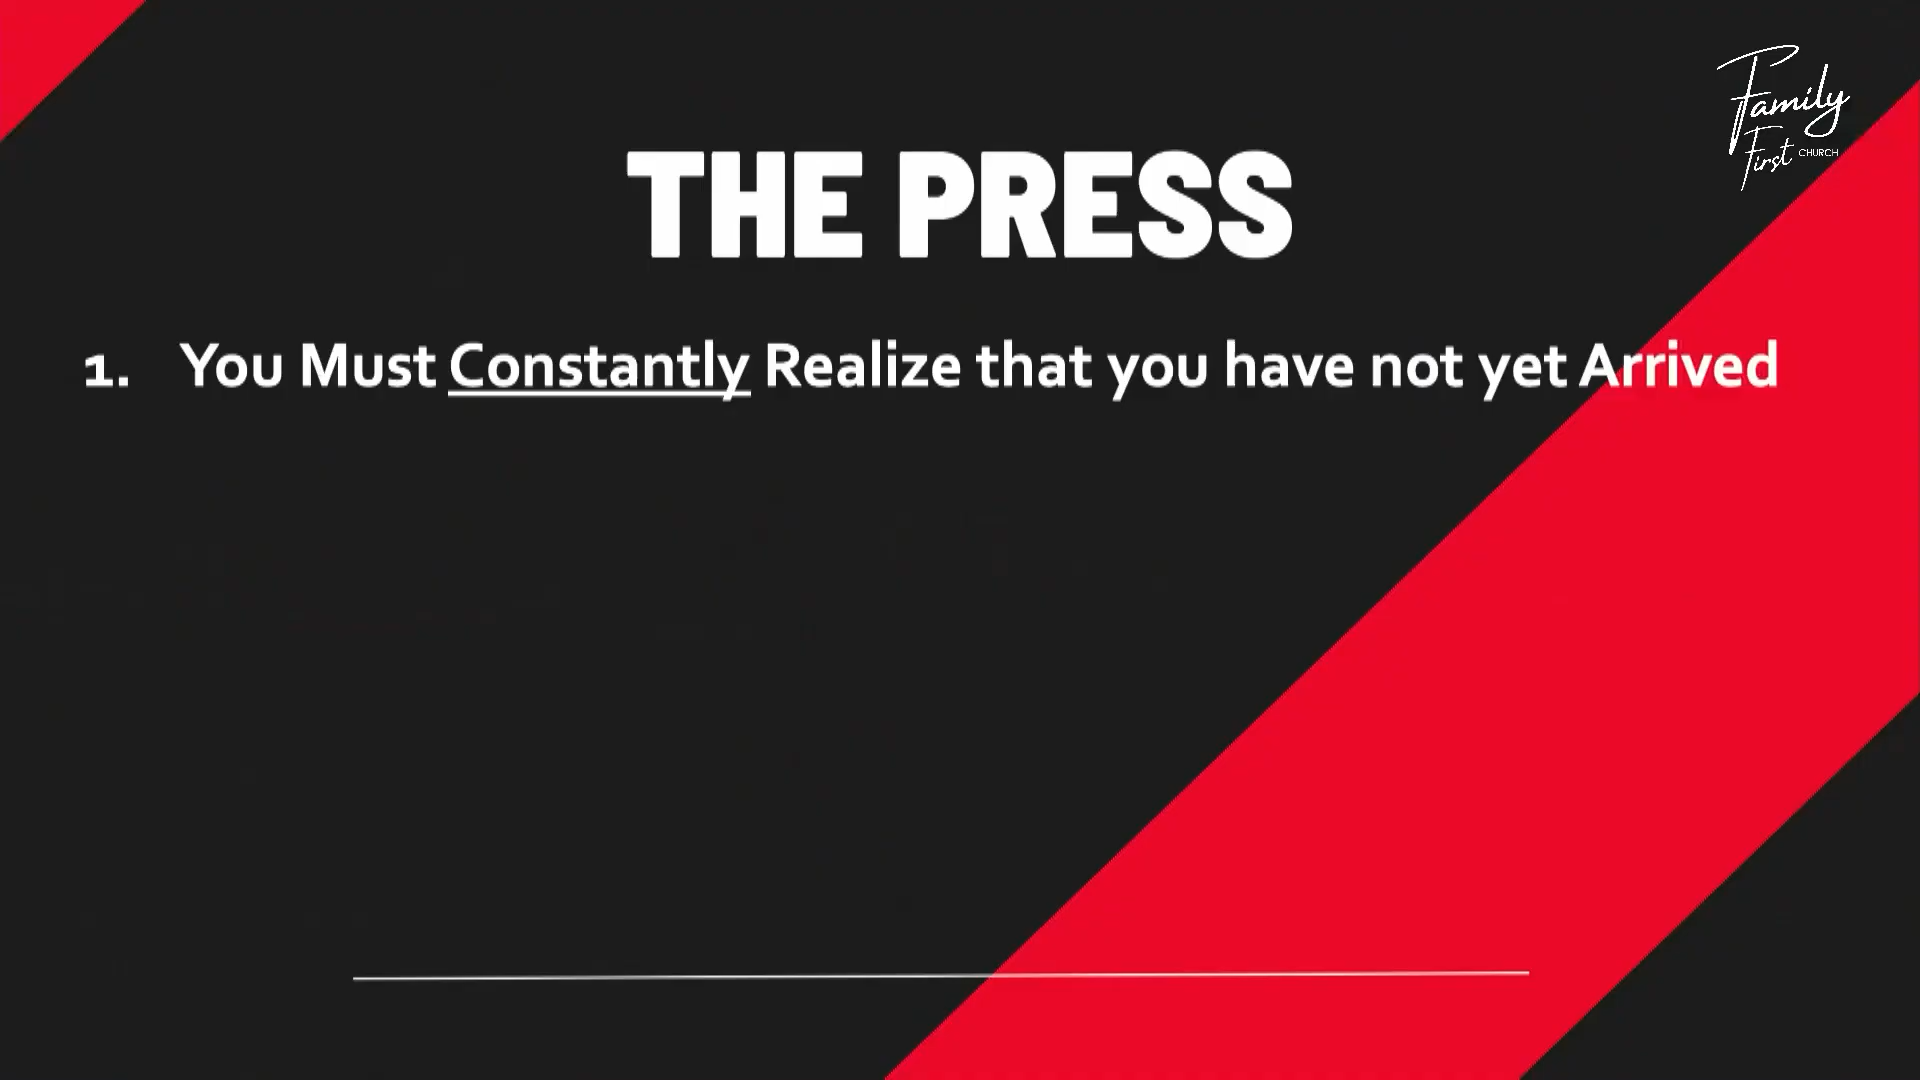 Family
First CHURCH
THE PRESS
1. You Must Constantly Realize that you have not yet Arrived